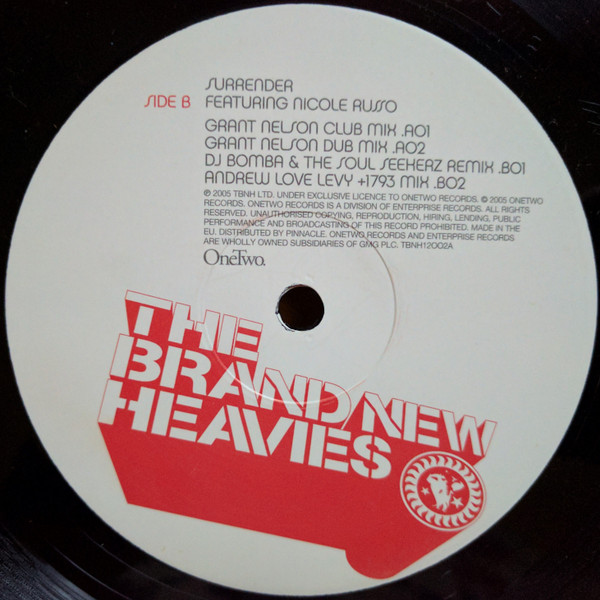 SURRENDER
SIDE B FEATURING NICOLE RUSSO
GRANT NELSON CLUB MIX .A01
GRANT NELSON DUB MIX .A02
DJ BOMBA & THE SOUL SEEKERZ REMIX .B01
ANDREW LOVE LEVY +1793 MIX .B02
℗ 2005 TBNH LTD. UNDER EXCLUSIVE LICENCE TO ONETWO RECORDS. © 2005 ONETWO
RECORDS. ONETWO RECORDS IS A DIVISION OF ENTERPRISE RECORDS. ALL RIGHTS
RESERVED. UNAUTHORISED COPYING, REPRODUCTION, HIRING, LENDING, PUBLIC
PERFORMANCE AND BROADCASTING OF THIS RECORD PROHIBITED. MADE IN THE
EU. DISTRIBUTED BY PINNACLE. ONETWO RECORDS AND ENTERPRISE RECORDS
ARE WHOLLY OWNED SUBSIDIARIES OF GMG PLC. TBNH12002A
OneTwo.
THE
BRAND NEW
HEAVIES